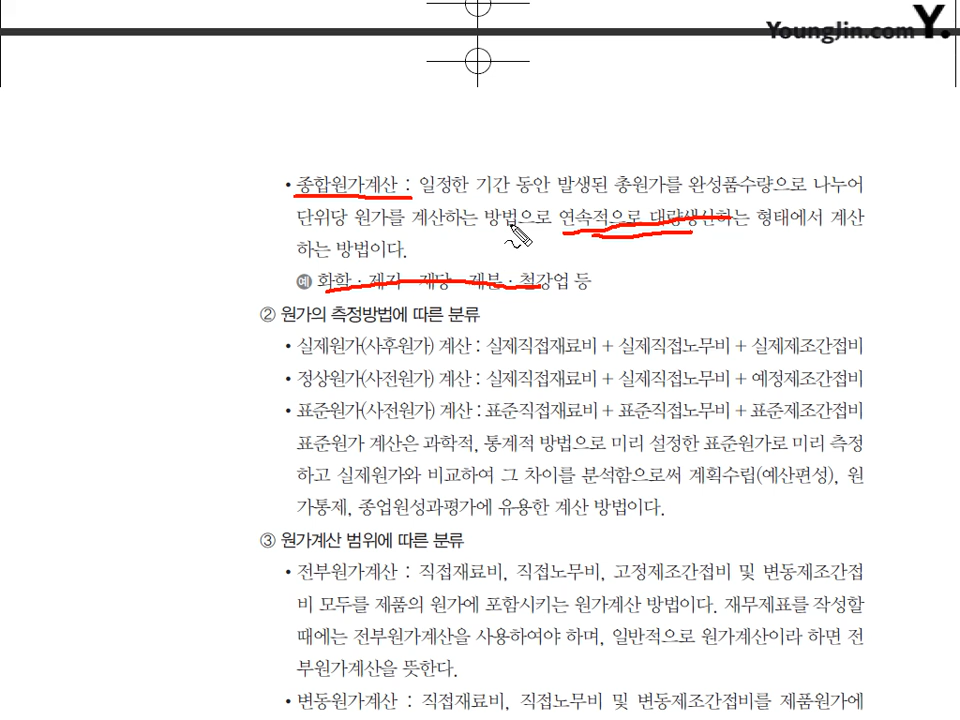 YoungJin.com Y.
• 종합원가계산 : 일정한 기간 동안 발생된 총원가를 완성품수량으로 나누어
단위당 원가를 계산하는 방법으로 연속적으로 대량생산하는 형태에서 계산
하는 방법이다.
예 화학 · 제지 · 제당 · 제분 · 철강업 등
② 원가의 측정방법에 따른 분류
• 실제원가(사후원가) 계산 : 실제직접재료비 + 실제직접노무비 + 실제제조간접비
• 정상원가(사전원가) 계산 : 실제직접재료비 + 실제직접노무비 + 예정제조간접비
• 표준원가(사전원가) 계산 : 표준직접재료비 + 표준직접노무비 + 표준제조간접비
표준원가 계산은 과학적, 통계적 방법으로 미리 설정한 표준원가로 미리 측정
하고 실제원가와 비교하여 그 차이를 분석함으로써 계획수립(예산편성), 원
가통제, 종업원성과평가에 유용한 계산 방법이다.
③ 원가계산 범위에 따른 분류
• 전부원가계산 : 직접재료비, 직접노무비, 고정제조간접비 및 변동제조간접
비 모두를 제품의 원가에 포함시키는 원가계산 방법이다. 재무제표를 작성할
때에는 전부원가계산을 사용하여야 하며, 일반적으로 원가계산이라 하면 전
부원가계산을 뜻한다.
• 변동원가계산 : 직접재료비, 직접노무비 및 변동제조간접비를 제품원가에